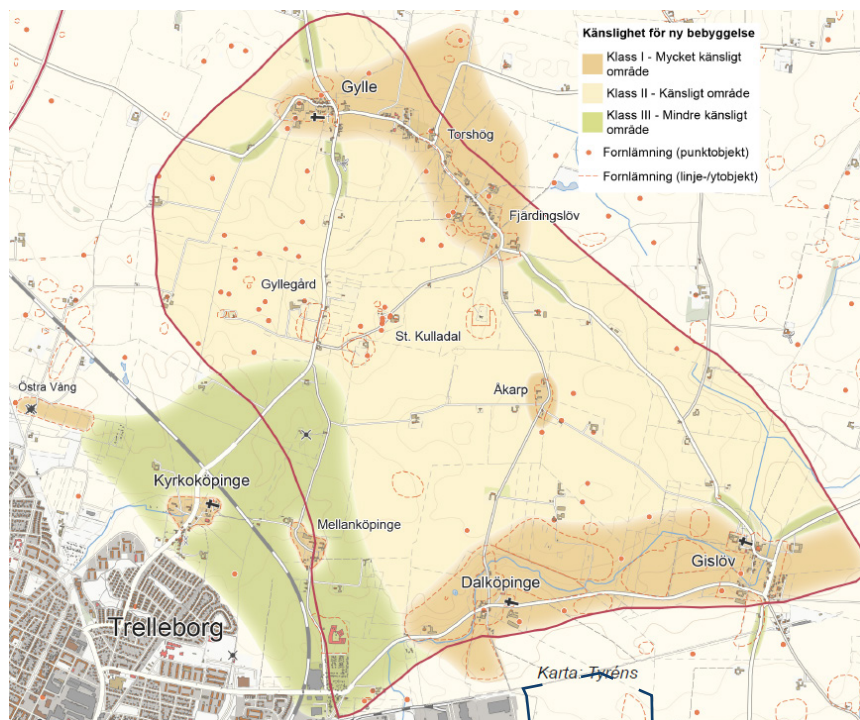 Känslighet för ny bebyggelse
Klass I - Mycket känsligt
område
Klass II - Känsligt område
Klass III - Mindre känsligt
område
Fornlämning (punktobjekt)
Fornlämning (linje-/ytobjekt)
Gylle
Torshög
Fjärdingslöv
Gyllegård
St. Kulladal
Åkarp
Östra Vång
Kyrkoköpinge
Mellanköpinge
Gislöv
Dalköpinge
Trelleborg
Karta: Tyréns